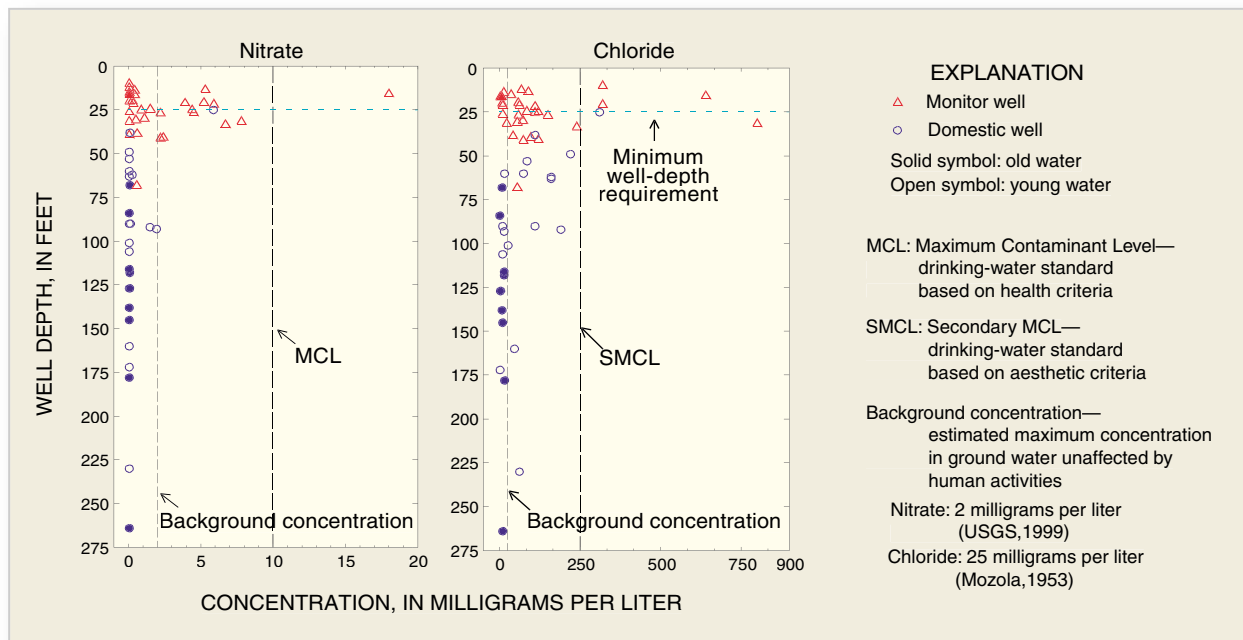 Nitrate
0
25
50
75
100
125
150
175
200
225
250
275
0
5
10
15
20
MCL
Background concentration
Chloride
0
25
50
75
100
125
150
175
200
225
250
275
0
250
500
750
900
Minimum
well-depth
requirement
SMCL
Background concentration
WELL DEPTH, IN FEET
CONCENTRATION, IN MILLIGRAMS PER LITER
EXPLANATION
Monitor well
Domestic well
Solid symbol: old water
Open symbol: young water
MCL: Maximum Contaminant Level—
drinking-water standard
based on health criteria
SMCL: Secondary MCL—
drinking-water standard
based on aesthetic criteria
Background concentration—
estimated maximum concentration
in ground water unaffected by
human activities
Nitrate: 2 milligrams per liter
(USGS,1999)
Chloride: 25 milligrams per liter
(Mozola,1953)